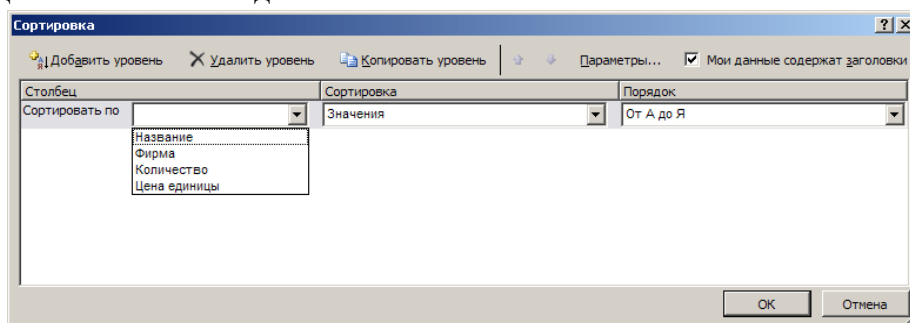 Сортировка
Добавить уровень Удалить уровень Копировать уровень Параметры... Мои данные содержат заголовки
Столбец Сортировка Порядок
Сортировать по Значения От А до Я
Название
Фирма
Количество
Цена единицы
ОК Отмена